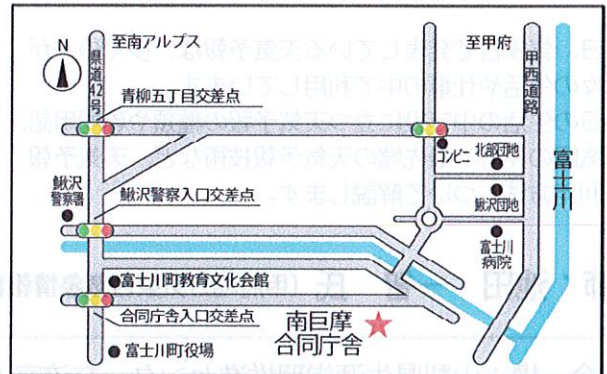 N
至南アルプス
至甲府
県道42号
甲西道路
青柳五丁目交差点
コンビニ
北部団地
富士川
鰍沢
警察署
鰍沢警察入口交差点
鰍沢団地
富士川
病院
富士川町教育文化会館
合同庁舎入口交差点
南巨摩
合同庁舎
富士川町役場